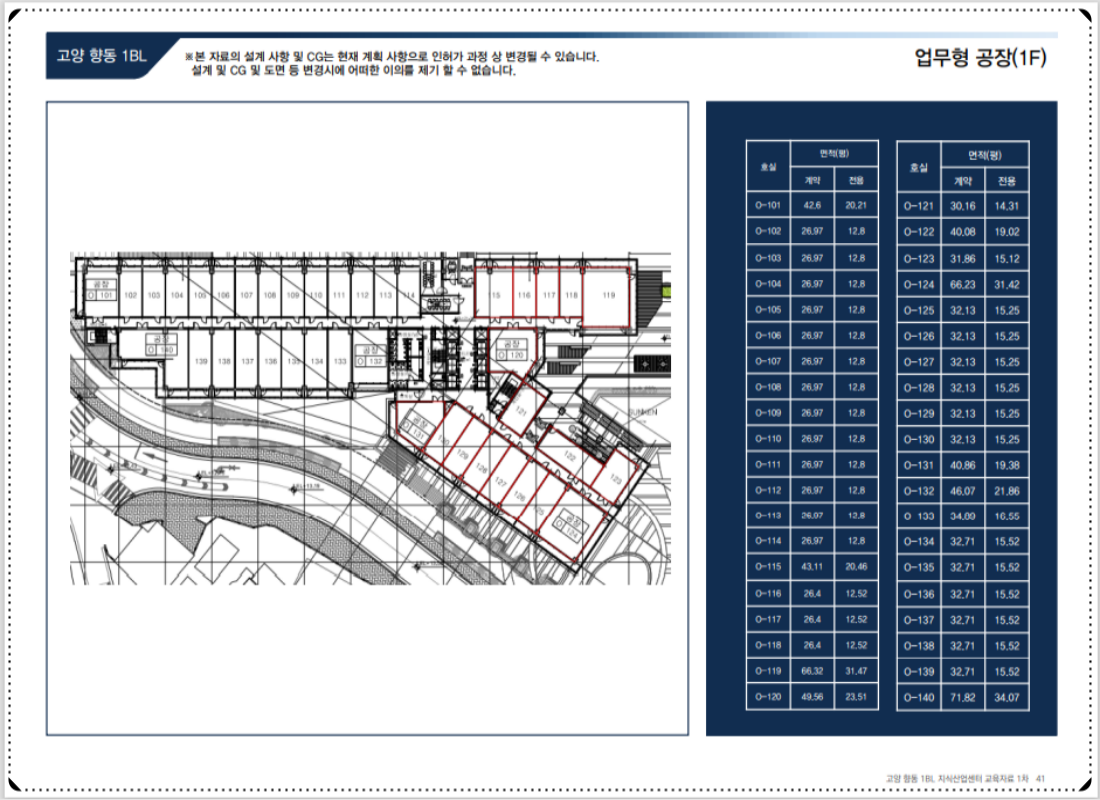 고양 향동 1BL
※본 자료의 설계 사항 및 CG는 현재 계획 사항으로 인허가 과정 상 변경될 수 있습니다.
설계 및 CG 및 도면 등 변경시에 어떠한 이의를 제기 할 수 없습니다.
업무형 공장(1F)
공장
O 101 102 103 104 105 106 107 108 109 110 111 112 113 114 115 116 117 118 119
공장
O 140 139 138 137 136 135 134 133
공장
O 132
공장
O 120
121
공장
130 129 128 127 126 125
122 123
공장
O 124
SUNKEN
호실 면적(평)
계약 전용
O-101 42.6 20.21
O-102 26.97 12.8
O-103 26.97 12.8
O-104 26.97 12.8
O-105 26.97 12.8
O-106 26.97 12.8
O-107 26.97 12.8
O-108 26.97 12.8
O-109 26.97 12.8
O-110 26.97 12.8
O-111 26.97 12.8
O-112 26.97 12.8
O-113 26.97 12.8
O-114 26.97 12.8
O-115 43.11 20.46
O-116 26.4 12.52
O-117 26.4 12.52
O-118 26.4 12.52
O-119 66.32 31.47
O-120 49.56 23.51
호실 면적(평)
계약 전용
O-121 30.16 14.31
O-122 40.08 19.02
O-123 31.86 15.12
O-124 66.23 31.42
O-125 32.13 15.25
O-126 32.13 15.25
O-127 32.13 15.25
O-128 32.13 15.25
O-129 32.13 15.25
O-130 32.13 15.25
O-131 40.86 19.38
O-132 46.07 21.86
O-133 34.89 16.55
O-134 32.71 15.52
O-135 32.71 15.52
O-136 32.71 15.52
O-137 32.71 15.52
O-138 32.71 15.52
O-139 32.71 15.52
O-140 71.82 34.07
고양 향동 1BL 지식산업센터 교육자료 1차 41